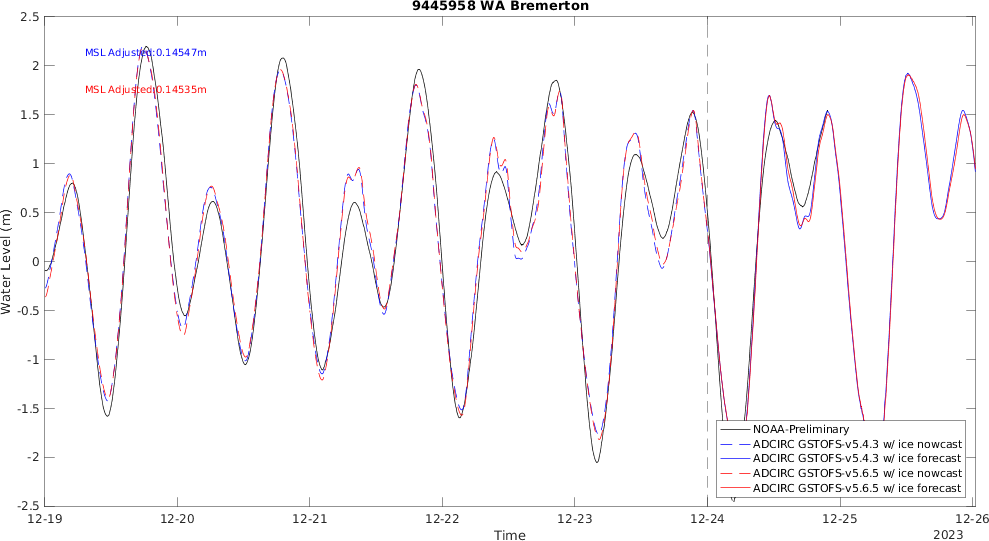 9445958 WA Bremerton
MSL Adjusted:0.14547m
MSL Adjusted:0.14535m
Water Level (m)
2.5
2
1.5
1
0.5
0
-0.5
-1
-1.5
-2
-2.5
NOAA-Preliminary
ADCIRC GSTOFS-v5.4.3 w/ ice nowcast
ADCIRC GSTOFS-v5.4.3 w/ ice forecast
ADCIRC GSTOFS-v5.6.5 w/ ice nowcast
ADCIRC GSTOFS-v5.6.5 w/ ice forecast
12-19 12-20 12-21 12-22 12-23 12-24 12-25 12-26
Time
2023